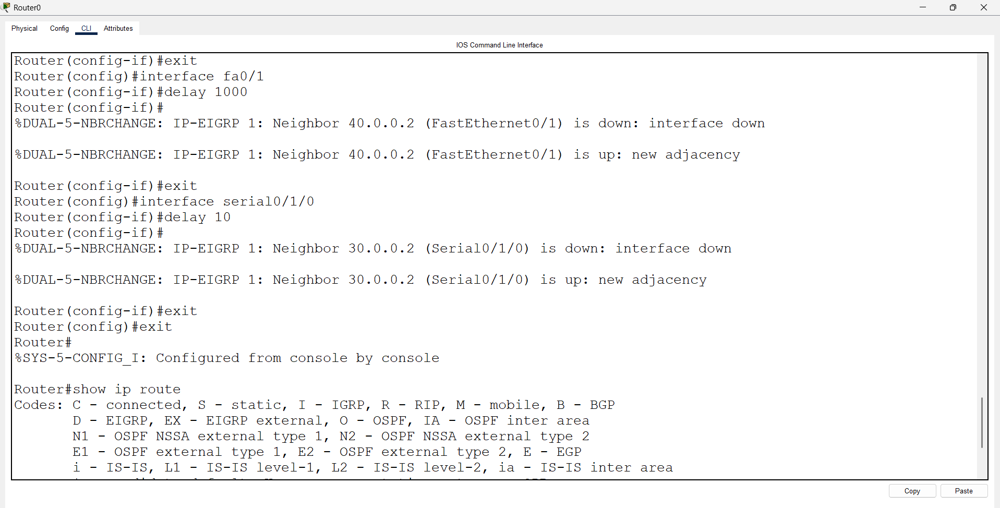 Router0
Physical Config CLI Attributes
IOS Command Line Interface
Router(config-if)#exit
Router(config)#interface fa0/1
Router(config-if)#delay 1000
Router(config-if)#
%DUAL-5-NBRCHANGE: IP-EIGRP 1: Neighbor 40.0.0.2 (FastEthernet0/1) is down: interface down
%DUAL-5-NBRCHANGE: IP-EIGRP 1: Neighbor 40.0.0.2 (FastEthernet0/1) is up: new adjacency
Router(config-if)#exit
Router(config)#interface serial0/1/0
Router(config-if)#delay 10
Router(config-if)#
%DUAL-5-NBRCHANGE: IP-EIGRP 1: Neighbor 30.0.0.2 (Serial0/1/0) is down: interface down
%DUAL-5-NBRCHANGE: IP-EIGRP 1: Neighbor 30.0.0.2 (Serial0/1/0) is up: new adjacency
Router(config-if)#exit
Router(config)#exit
Router#
%SYS-5-CONFIG_I: Configured from console by console
Router#show ip route
Codes: C - connected, S - static, I - IGRP, R - RIP, M - mobile, B - BGP
D - EIGRP, EX - EIGRP external, O - OSPF, IA - OSPF inter area
N1 - OSPF NSSA external type 1, N2 - OSPF NSSA external type 2
E1 - OSPF external type 1, E2 - OSPF external type 2, E - EGP
i - IS-IS, L1 - IS-IS level-1, L2 - IS-IS level-2, ia - IS-IS inter area
Copy Paste